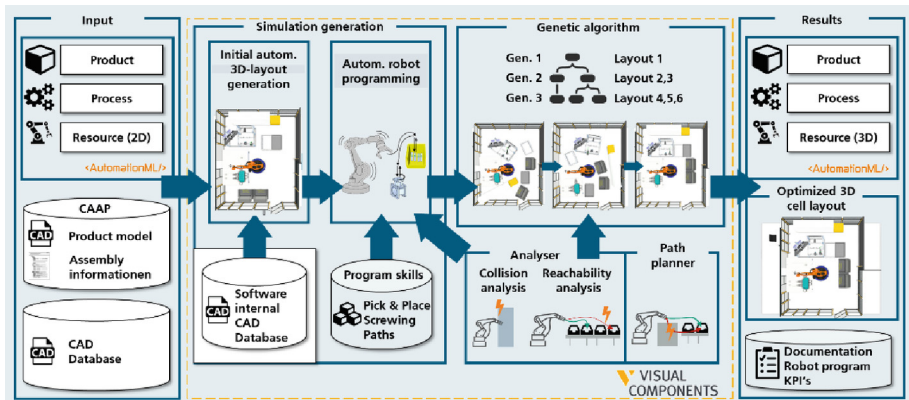 Input
Product
Process
Resource (2D)
<AutomationML/>
CAAP
CAD
Product model
Assembly
informationen
CAD
CAD
Database
Simulation generation
Initial autom.
3D-layout
generation
Autom. robot
programming
CAD
Software
internal
CAD
Database
Program skills
Pick & Place
Screwing
Paths
Genetic algorithm
Gen. 1
Layout 1
Gen. 2
Layout 2,3
Gen. 3
Layout 4,5,6
Analyser
Collision
analysis
Reachability
analysis
Path
planner
VISUAL
COMPONENTS
Results
Product
Process
Resource (3D)
<AutomationML/>
Optimized 3D
cell layout
Documentation
Robot program
KPI's